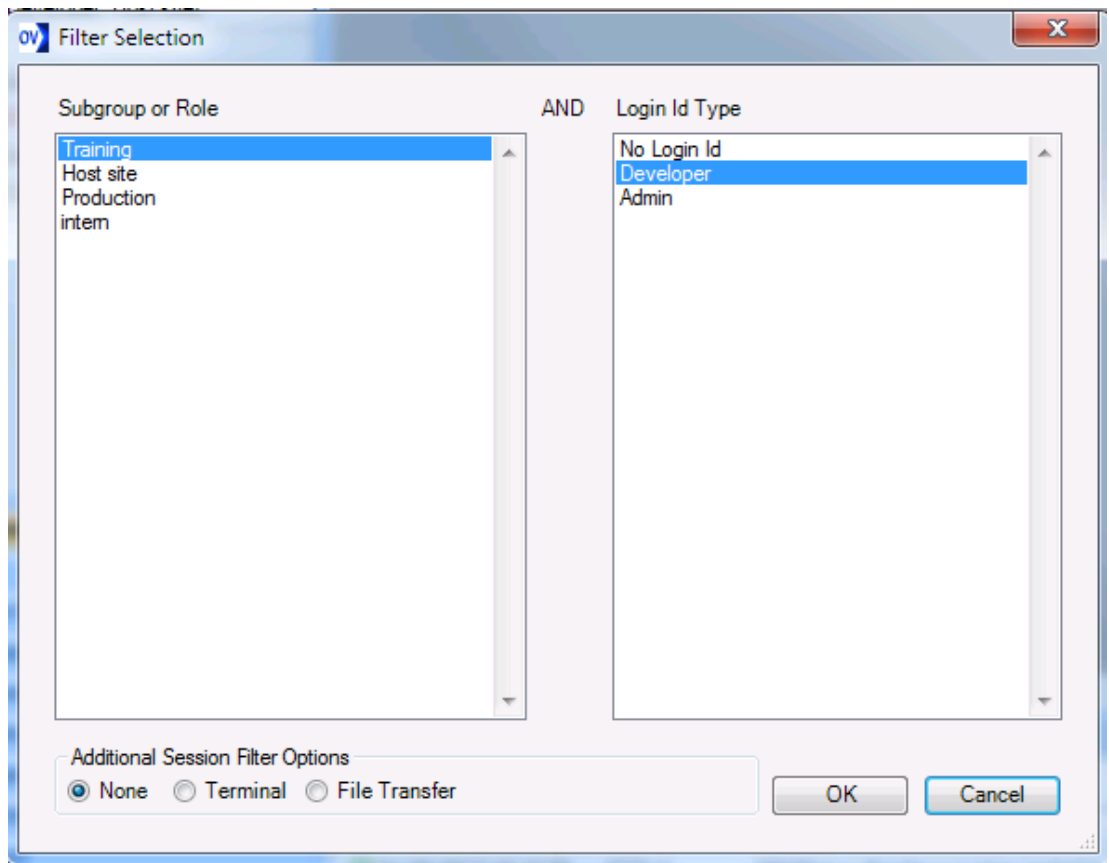 OV Filter Selection
Subgroup or Role AND Login Id Type
Training
Host site
Production
intern
No Login Id
Developer
Admin
Additional Session Filter Options
None Terminal File Transfer
OK Cancel